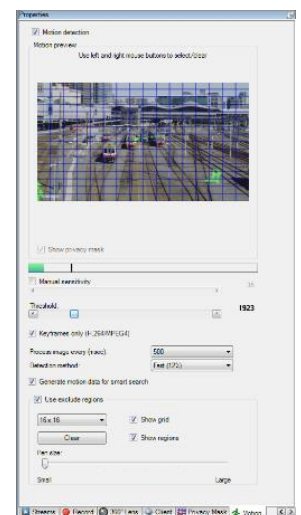 Properties
Motion detection
Motion preview
Use left and right mouse buttons to select/clear
Show privacy mask
Manual sensitivity
Threshold:
1923
Keyframes only (H.264/MPEG4)
Process image every (msec):
500
Detection method:
Fast (12%)
Generate motion data for smart search
Use exclude regions
16 x 16
Show grid
Clear
Show regions
Pen size:
Small
Large
Streams
Record
360° Lens
Client
Privacy Mask
Motion